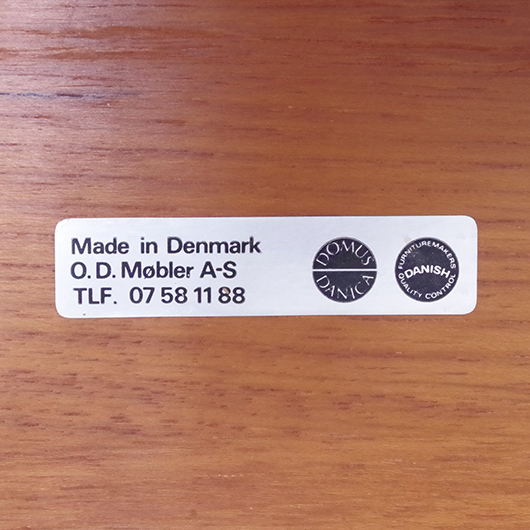 Made in Denmark
O. D. Møbler A-S
TLF. 07 58 11 88
DOMUS
DANICA
FURNITUREMAKERS
DANISH
QUALITY CONTROL